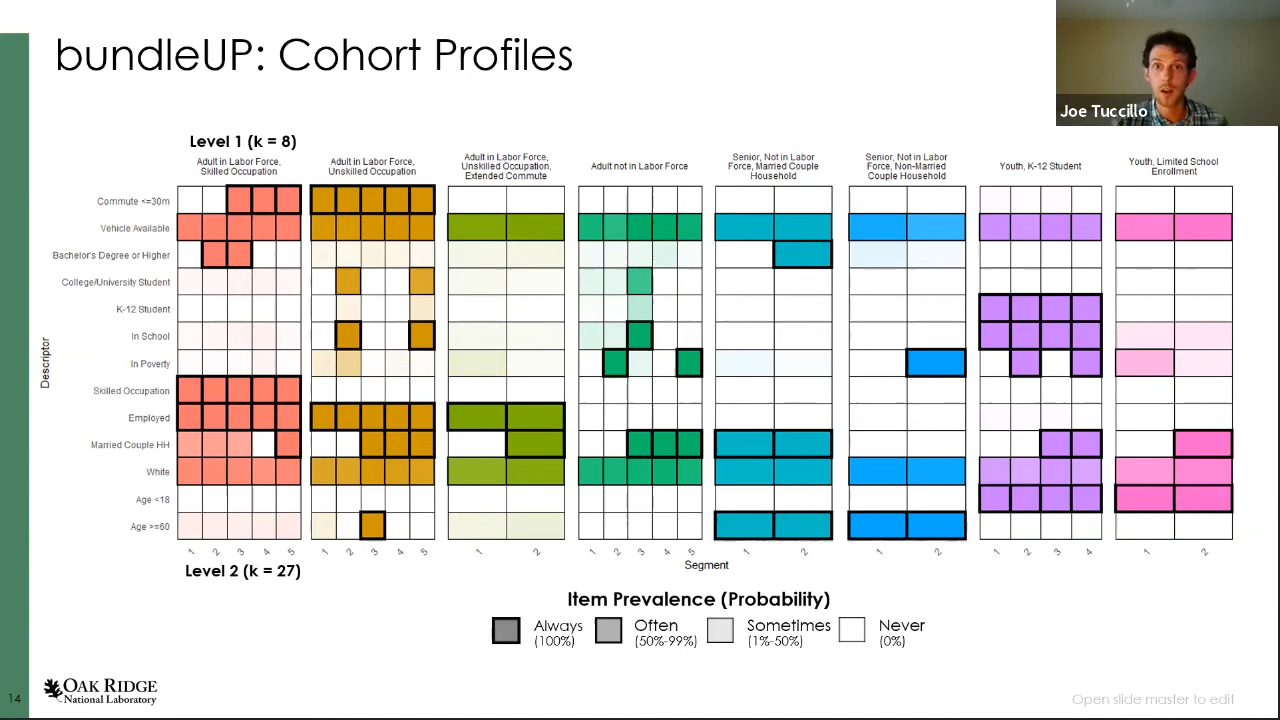 bundleUP: Cohort Profiles
Joe Tuccillo
Level 1 (k = 8)
Adult in Labor Force,
Skilled Occupation
Adult in Labor Force,
Unskilled Occupation
Adult in Labor Force,
Unskilled Occupation,
Extended Commute
Adult not in Labor Force
Senior, Not in Labor
Force, Married Couple
Household
Senior, Not in Labor
Force, Non-Married
Couple Household
Youth, K-12 Student
Youth, Limited School
Enrollment
Descriptor
Commute <=30m
Vehicle Available
Bachelor's Degree or Higher
College/University Student
K-12 Student
In School
In Poverty
Skilled Occupation
Employed
Married Couple HH
White
Age <18
Age >=60
1 2 3 4 5 1 2 3 4 5 1 2 1 2 3 4 5 1 2 1 2 1 2 3 4 1 2
Segment
Level 2 (k = 27)
Item Prevalence (Probability)
Always
(100%)
Often
(50%-99%)
Sometimes
(1%-50%)
Never
(0%)
14
OAK RIDGE
National Laboratory
Open slide master to edit